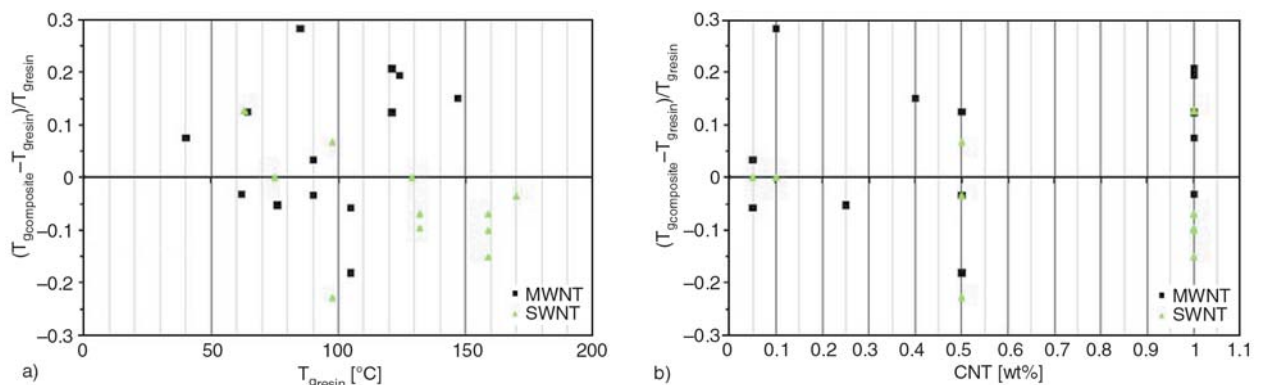 (Tgcomposite–Tgresin)/Tgresin
0.3
0.2
0.1
0
–0.1
–0.2
–0.3
MWNT
SWNT
0 50 100 150 200
a)
Tgresin [°C]
(Tgcomposite–Tgresin)/Tgresin
0.3
0.2
0.1
0
–0.1
–0.2
–0.3
MWNT
SWNT
0 0.1 0.2 0.3 0.4 0.5 0.6 0.7 0.8 0.9 1 1.1
b)
CNT [wt%]